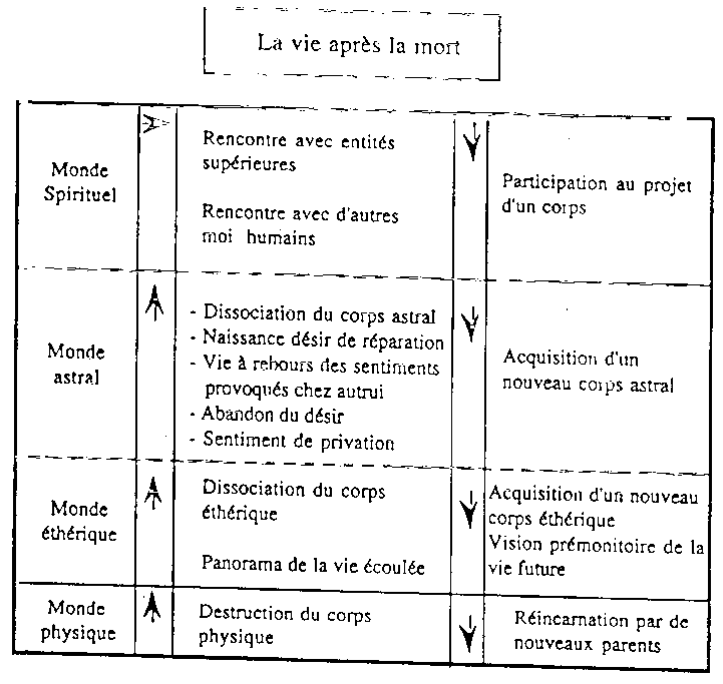 La vie après la mort
Monde
Spirituel
Rencontre avec entités
supérieures
Rencontre avec d'autres
moi humains
Participation au projet
d'un corps
Monde
astral
- Dissociation du corps astral
- Naissance désir de réparation
- Vie à rebours des sentiments
provoqués chez autrui
- Abandon du désir
- Sentiment de privation
Acquisition d'un
nouveau corps astral
Monde
éthérique
Dissociation du corps
éthérique
Panorama de la vie écoulée
Acquisition d'un nouveau
corps éthérique
Vision prémonitoire de la
vie future
Monde
physique
Destruction du corps
physique
Réincarnation par de
nouveaux parents